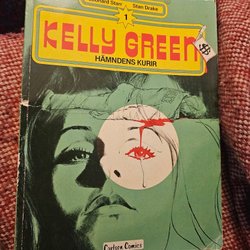 Leonard Starr Stan Drake
1
KELLY GREEN
HÄMNDENS KURIR
Carlsen Comics